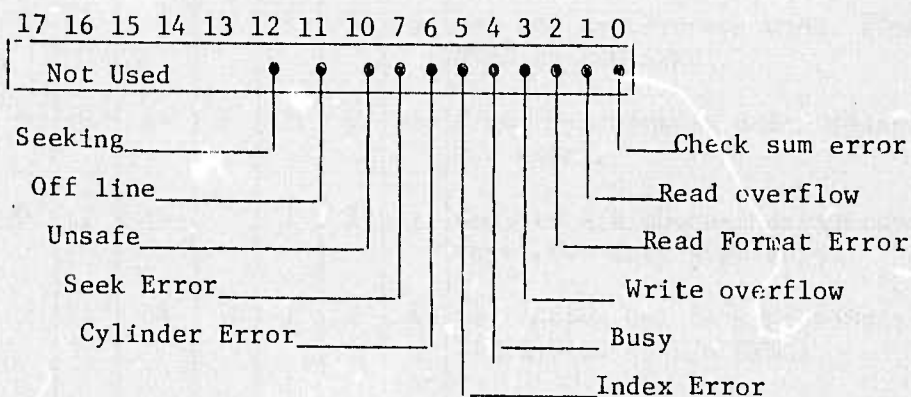 17 16 15 14 13 12 11 10 7 6 5 4 3 2 1 0
Not Used
Seeking
Check sum error
Off line
Read overflow
Unsafe
Read Format Error
Seek Error
Write overflow
Cylinder Error
Busy
Index Error